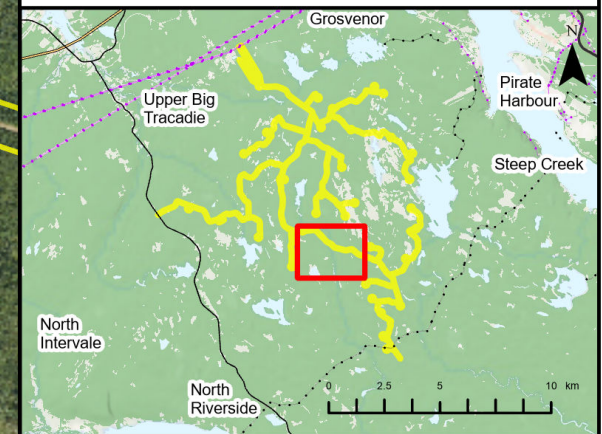 Grosvenor
N
Pirate
Harbour
Upper Big
Tracadie
Steep Creek
North
Intervale
North
Riverside
0 2.5 5 10 km